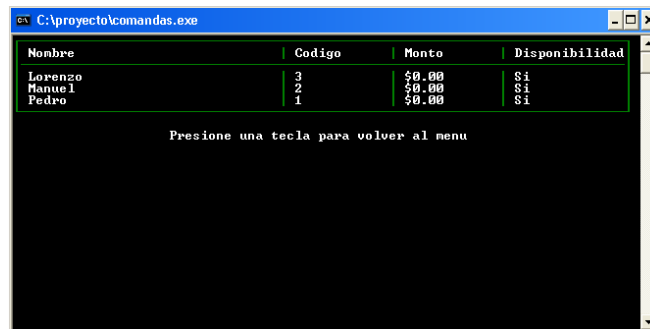 C:\proyecto\comandas.exe
Nombre | Codigo | Monto | Disponibilidad
Lorenzo | 3 | $0.00 | Si
Manuel | 2 | $0.00 | Si
Pedro | 1 | $0.00 | Si
Presione una tecla para volver al menu